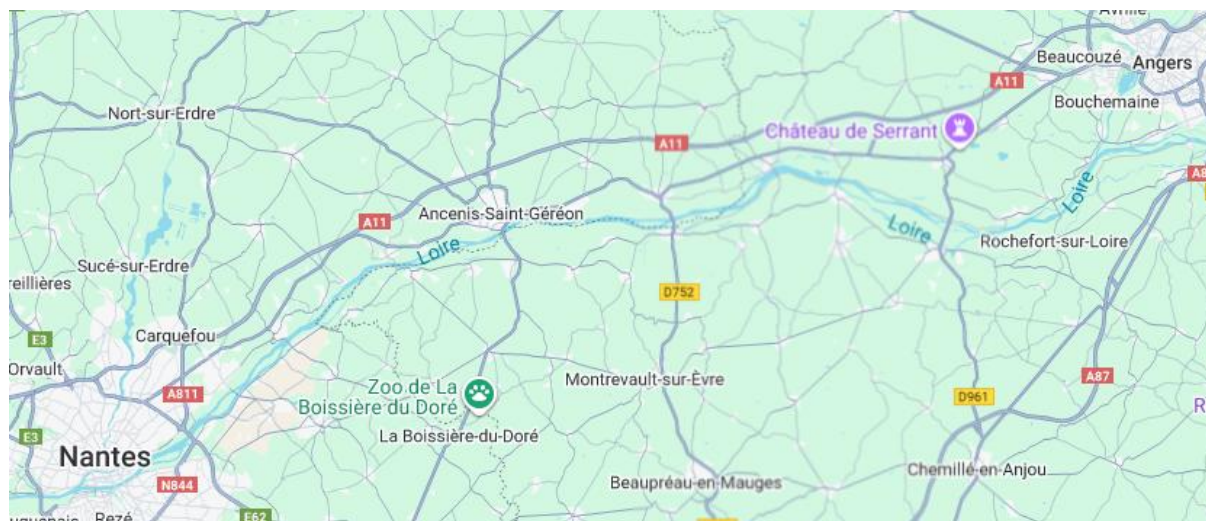 Avrillé
Beaucouzé
Angers
A11
Bouchemaine
Nort-sur-Erdre
Château de Serrant
A11
Loire
Ancenis-Saint-Géréon
A11
Loire
Loire
Rochefort-sur-Loire
Sucé-sur-Erdre
reillières
D752
Carquefou
E3
Orvault
A811
Zoo de La
Boissière du Doré
Montrevault-sur-Èvre
A87
D961
R
La Boissière-du-Doré
E3
Nantes
Chemillé-en-Anjou
N844
Beaupréau-en-Mauges
Rezé
E62